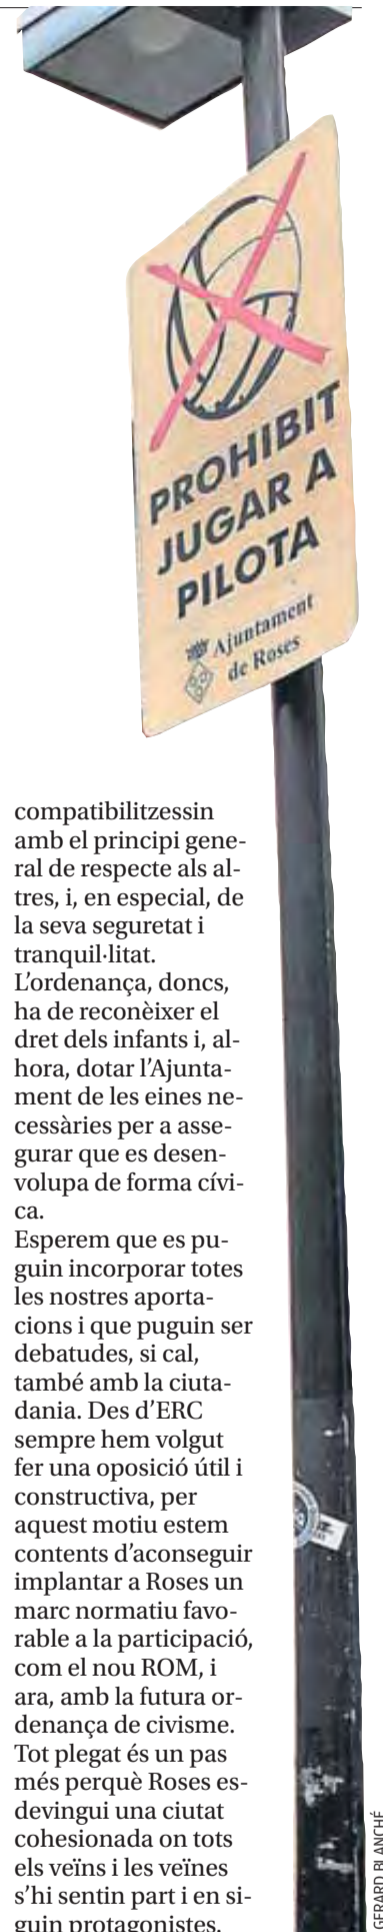 PROHIBIT
JUGAR A
PILOTA
Ajuntament
de Roses
compatibilitzessin
amb el principi gene-
ral de respecte als al-
tres, i, en especial, de
la seva seguretat i
tranquil·litat.
L’ordenança, doncs,
ha de reconèixer el
dret dels infants i, al-
hora, dotar l’Ajunta-
ment de les eines ne-
cessàries per a asse-
gurar que es desen-
volupa de forma cívi-
ca.
Esperem que es pu-
guin incorporar totes
les nostres aporta-
cions i que puguin ser
debatudes, si cal,
també amb la ciuta-
dania. Des d’ERC
sempre hem volgut
fer una oposició útil i
constructiva, per
aquest motiu estem
contents d’aconseguir
implantar a Roses un
marc normatiu favo-
rable a la participació,
com el nou ROM, i
ara, amb la futura or-
denança de civisme.
Tot plegat és un pas
més perquè Roses es-
devingui una ciutat
cohesionada on tots
els veïns i les veïnes
s’hi sentin part i en si-
guin protagonistes.
GERARD BLANCHÉ